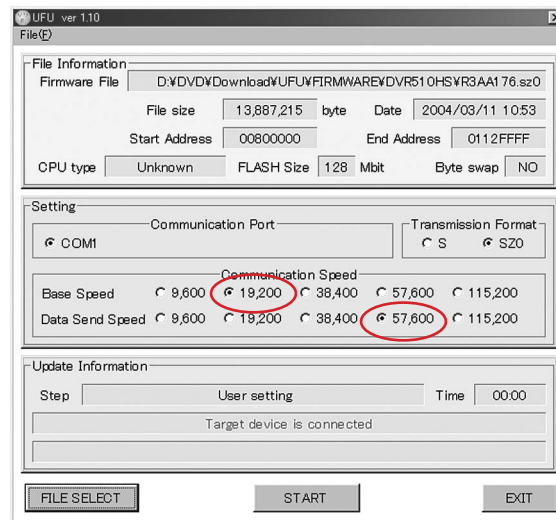 UFU ver 1.10
File(F)
File Information
Firmware File D:¥DVD¥Download¥UFU¥FIRMWARE¥DVR510HS¥R3AA176.sz0
File size 13,887,215 byte Date 2004/03/11 10:53
Start Address 00800000 End Address 0112FFFF
CPU type Unknown FLASH Size 128 Mbit Byte swap NO
Setting
Communication Port Transmission Format
COM1 S SZ0
Communication Speed
Base Speed 9,600 19,200 38,400 57,600 115,200
Data Send Speed 9,600 19,200 38,400 57,600 115,200
Update Information
Step User setting Time 00:00
Target device is connected
FILE SELECT START EXIT